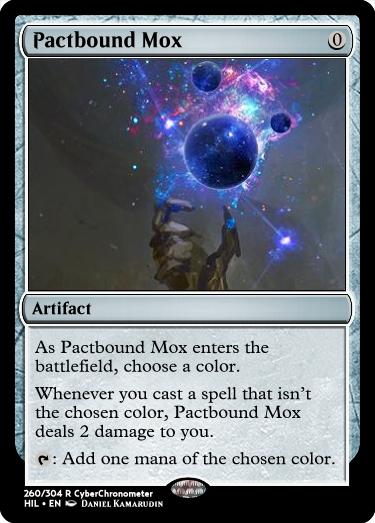 Pactbound Mox 0
Artifact
As Pactbound Mox enters the
battlefield, choose a color.
Whenever you cast a spell that isn't
the chosen color, Pactbound Mox
deals 2 damage to you.
: Add one mana of the chosen color.
260/304 R CyberChronometer
HIL • EN Daniel Kamarudin